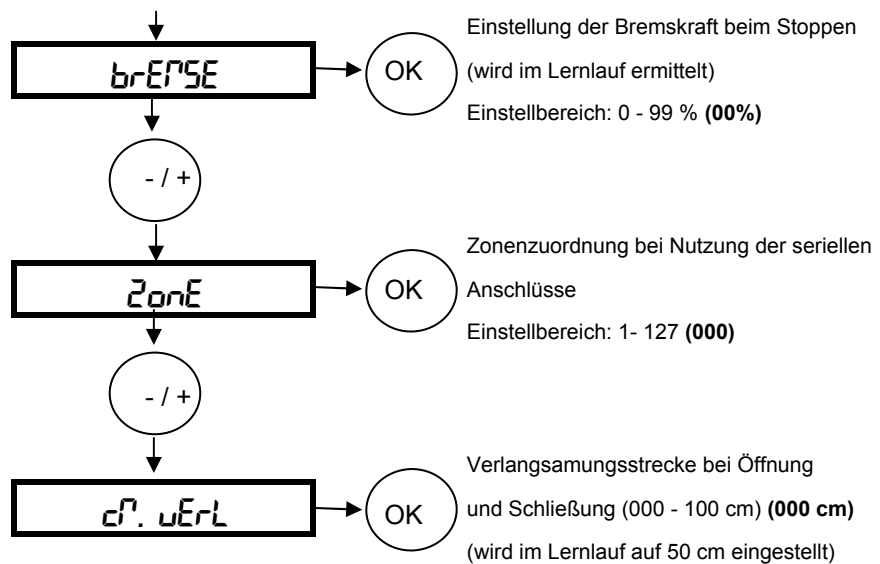 Einstellung der Bremskraft beim Stoppen
brEMSE
OK
(wird im Lernlauf ermittelt)
Einstellbereich: 0 - 99 % (00%)
- / +
Zonenzuordnung bei Nutzung der seriellen
ZonE
OK
Anschlüsse
Einstellbereich: 1- 127 (000)
- / +
Verlangsamungsstrecke bei Öffnung
cM. vErL
OK
und Schließung (000 - 100 cm) (000 cm)
(wird im Lernlauf auf 50 cm eingestellt)